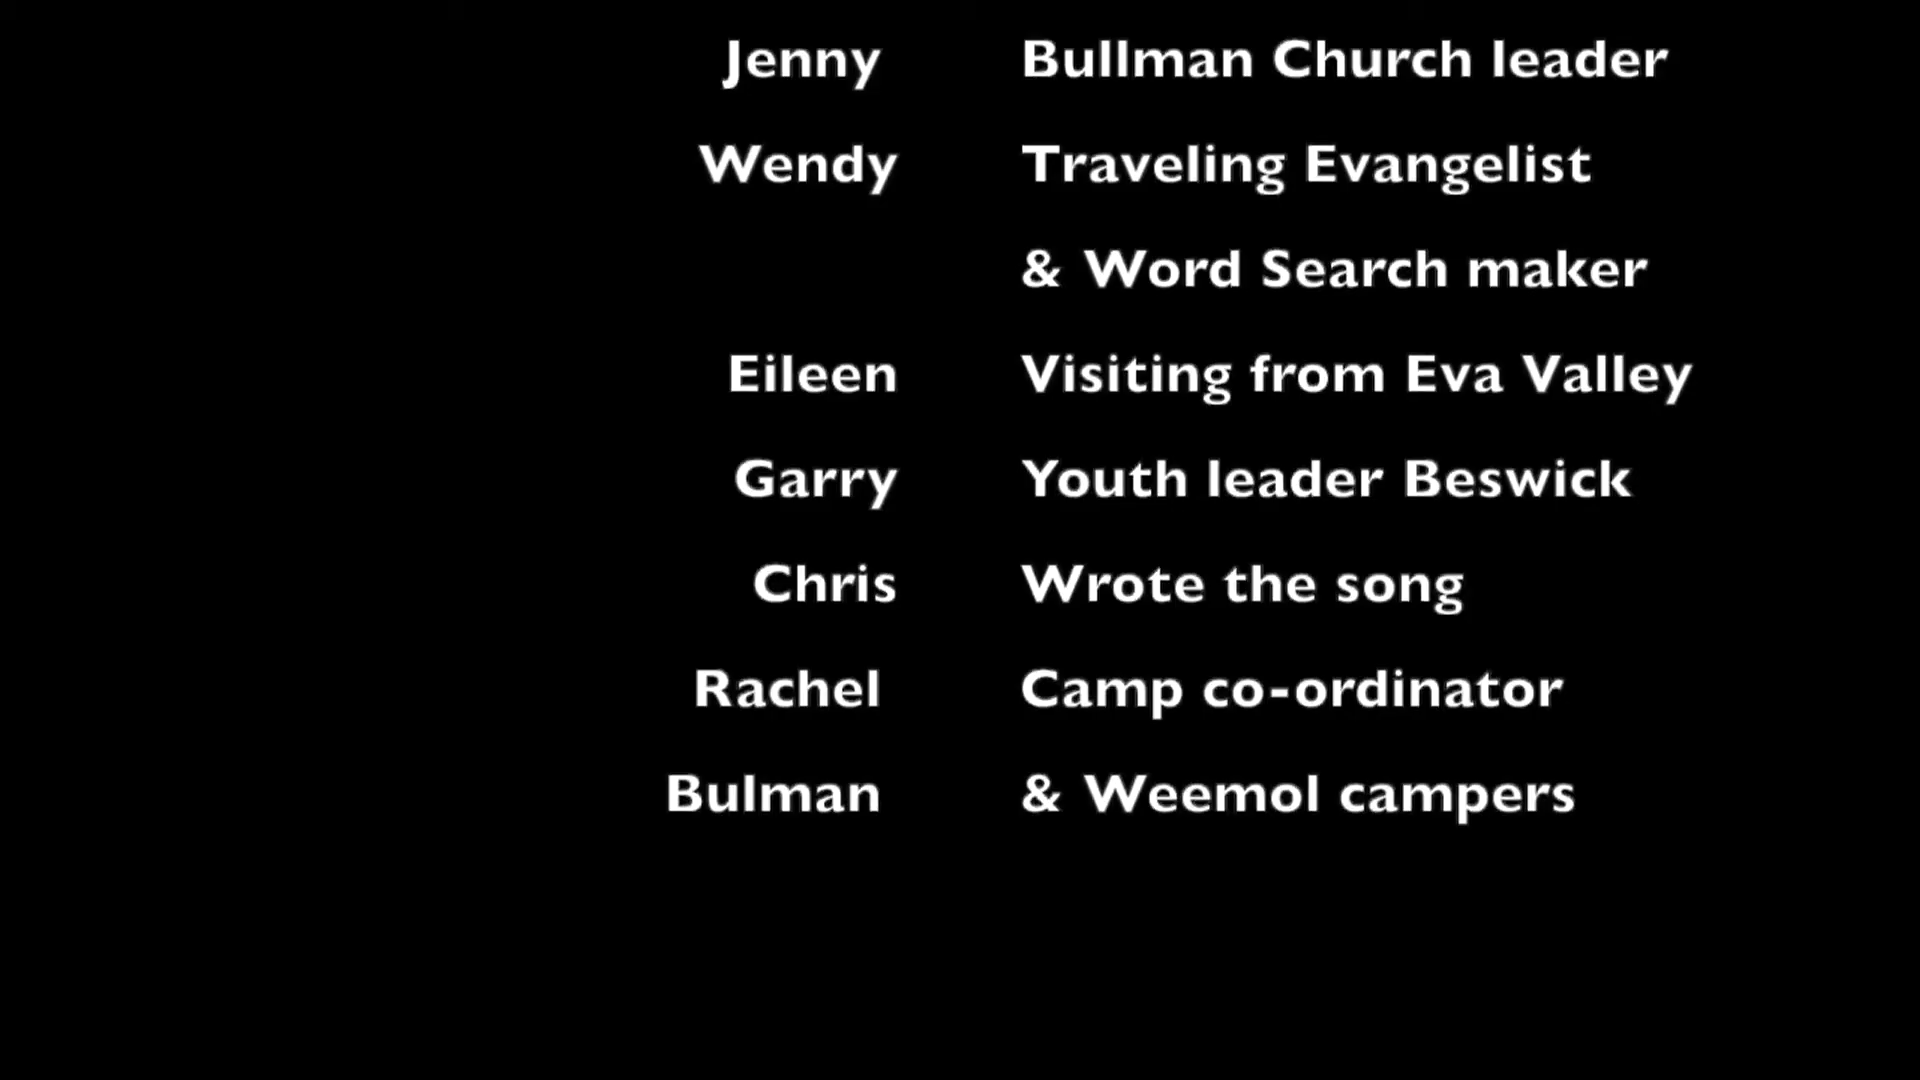 Jenny Bullman Church leader
Wendy Traveling Evangelist
& Word Search maker
Eileen Visiting from Eva Valley
Garry Youth leader Beswick
Chris Wrote the song
Rachel Camp co-ordinator
Bulman & Weemol campers